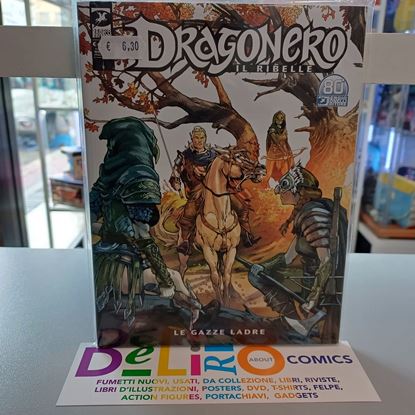 € 6,30
DRAGONERO
IL RIBELLE
80
LE GAZZE LADRE
DeLiRiO ABOUT COMICS
FUMETTI NUOVI, USATI, DA COLLEZIONE, LIBRI, RIVISTE,
LIBRI D'ILLUSTRAZIONI, POSTERS, DVD, T-SHIRTS, FELPE,
ACTION FIGURES, PORTACHIAVI, GADGETS